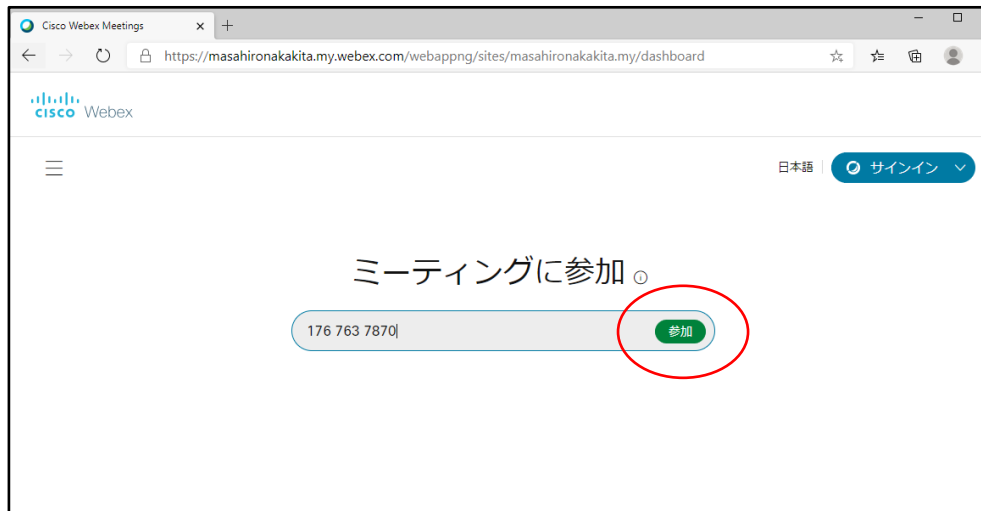 Cisco Webex Meetings
https://masahironakakita.my.webex.com/webappng/sites/masahironakakita.my/dashboard
CISCO Webex
日本語
サインイン
ミーティングに参加
176 763 7870
参加